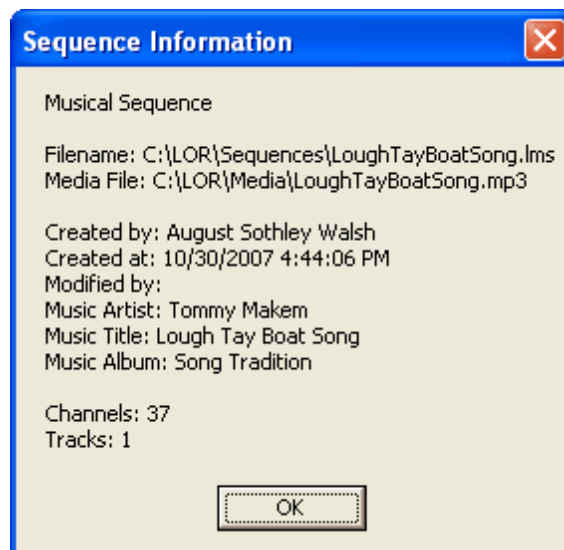 Sequence Information
Musical Sequence
Filename: C:\LOR\Sequences\LoughTayBoatSong.lms
Media File: C:\LOR\Media\LoughTayBoatSong.mp3
Created by: August Sothley Walsh
Created at: 10/30/2007 4:44:06 PM
Modified by:
Music Artist: Tommy Makem
Music Title: Lough Tay Boat Song
Music Album: Song Tradition
Channels: 37
Tracks: 1
OK